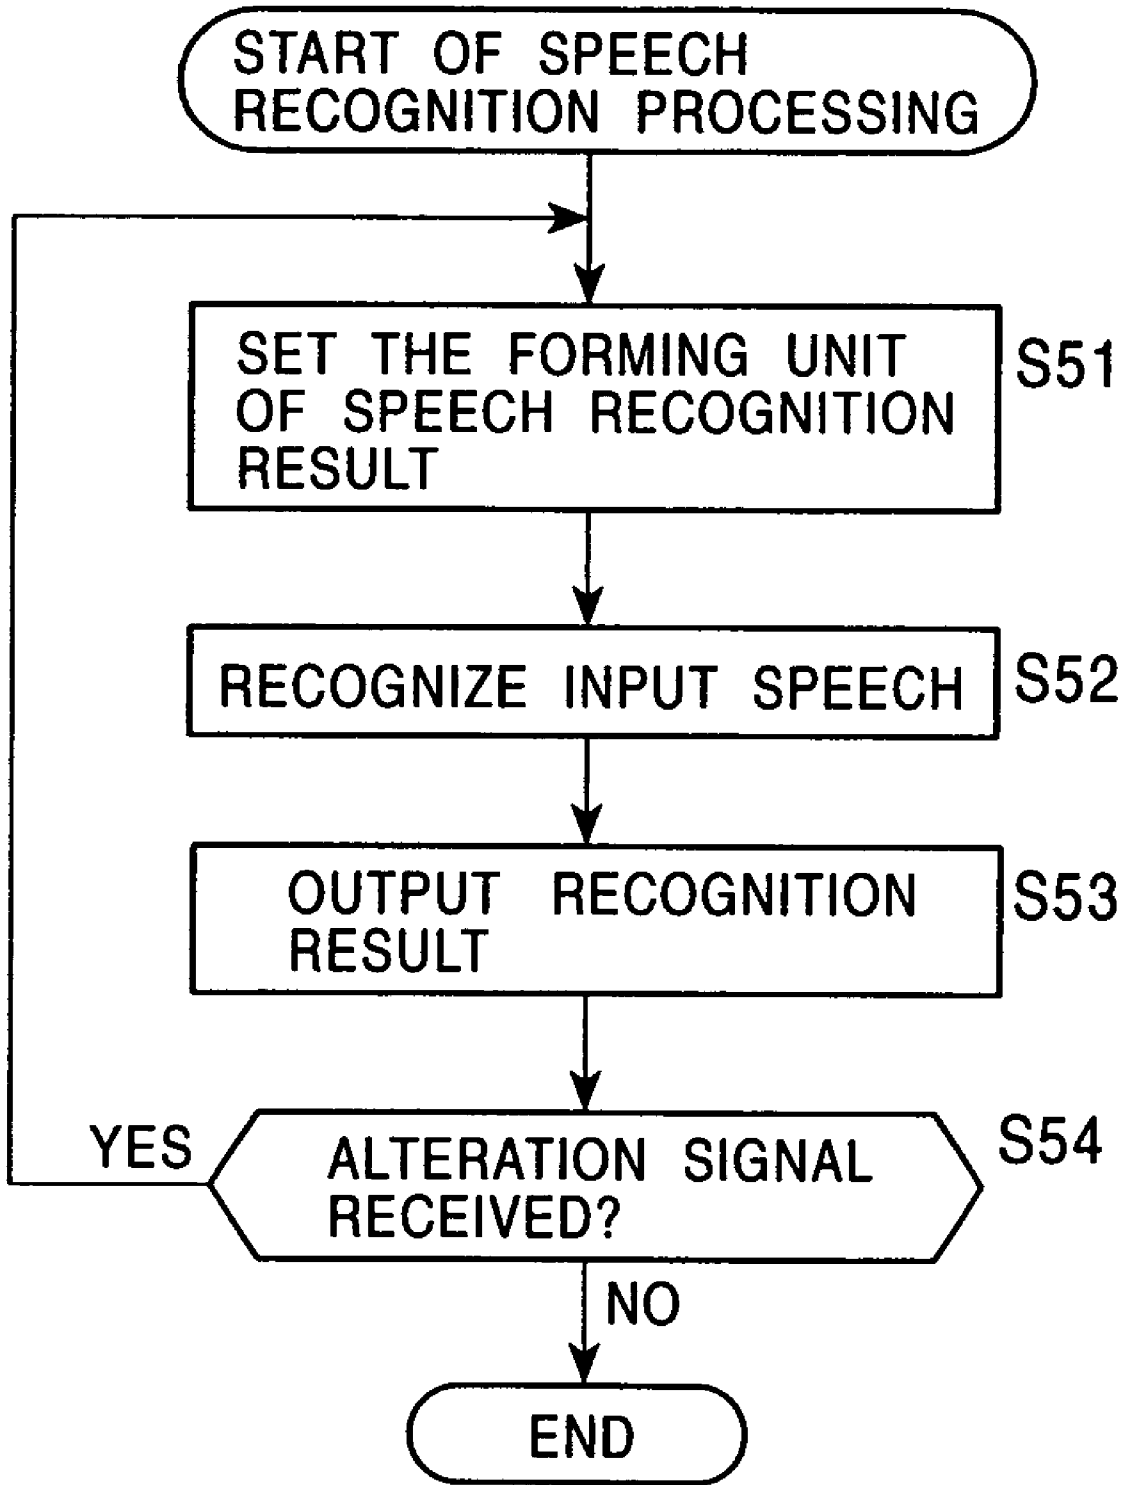 START OF SPEECH
RECOGNITION PROCESSING
SET THE FORMING UNIT
OF SPEECH RECOGNITION
RESULT
S51
RECOGNIZE INPUT SPEECH
S52
OUTPUT RECOGNITION
RESULT
S53
YES
ALTERATION SIGNAL
RECEIVED?
S54
NO
END